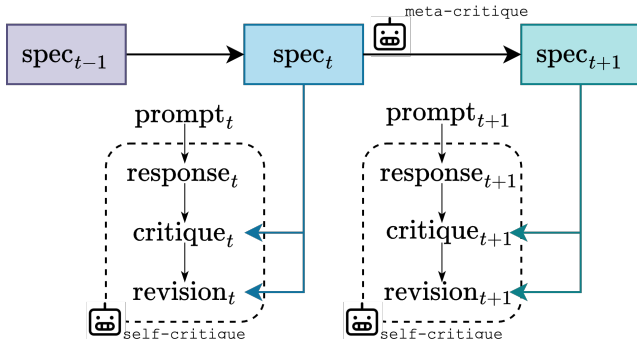 meta-critique
spec_{t−1} spec_t spec_{t+1}
prompt_t prompt_{t+1}
response_t response_{t+1}
critique_t critique_{t+1}
revision_t revision_{t+1}
self-critique self-critique